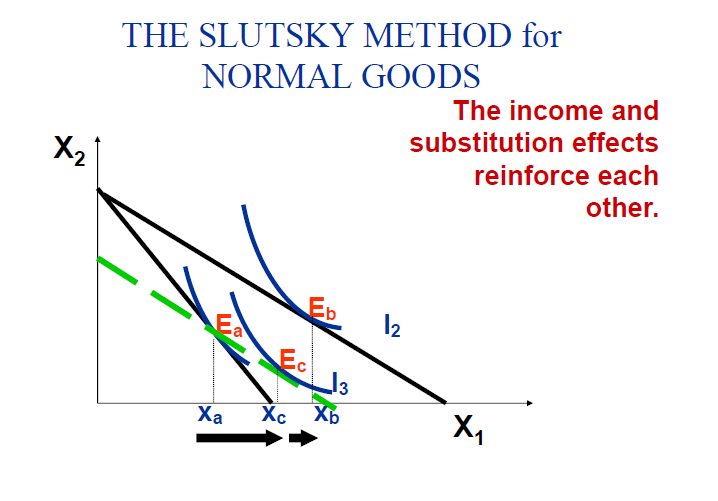 THE SLUTSKY METHOD for
NORMAL GOODS
The income and
substitution effects
reinforce each
other.
X2
Eb
I2
Ea
Ec
I3
xa xc xb
X1